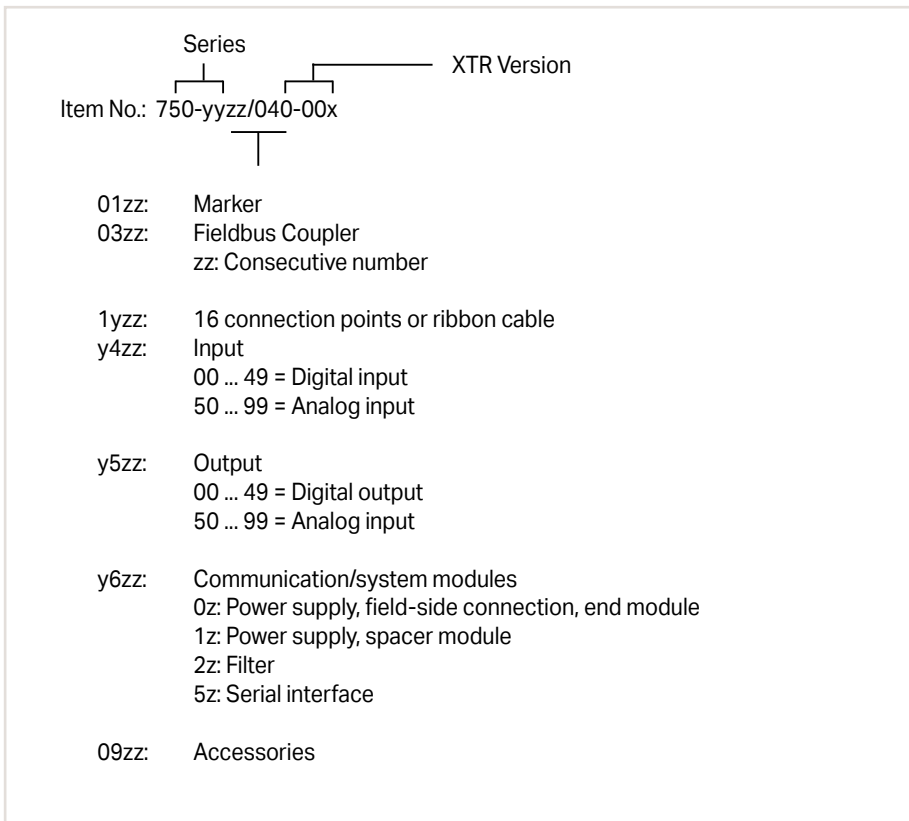 Series
XTR Version
Item No.: 750-yyzz/040-00x
01zz: Marker
03zz: Fieldbus Coupler
zz: Consecutive number
1yzz: 16 connection points or ribbon cable
y4zz: Input
00 ... 49 = Digital input
50 ... 99 = Analog input
y5zz: Output
00 ... 49 = Digital output
50 ... 99 = Analog input
y6zz: Communication/system modules
0z: Power supply, field-side connection, end module
1z: Power supply, spacer module
2z: Filter
5z: Serial interface
09zz: Accessories